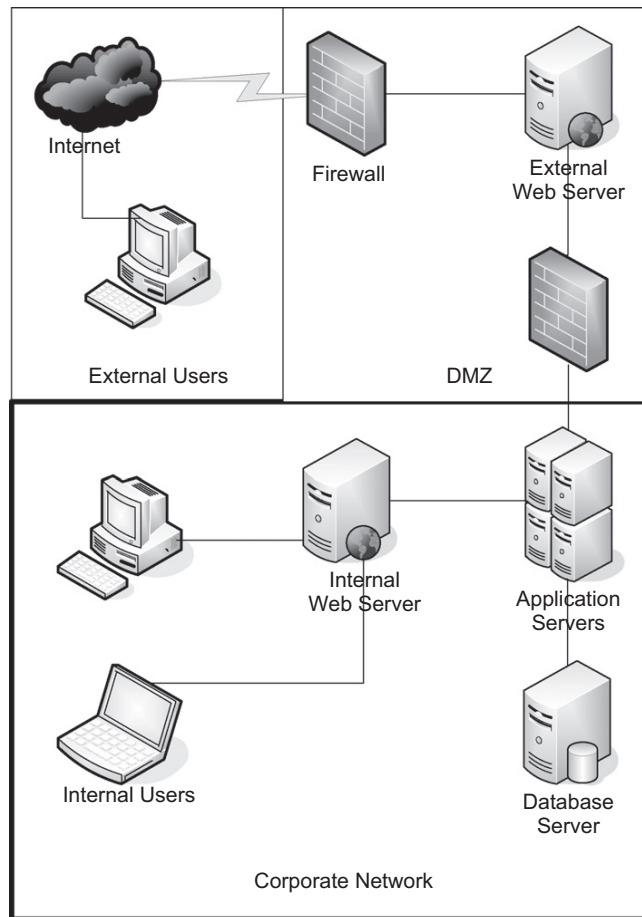 Internet
Firewall
External
Web Server
External Users
DMZ
Internal
Web Server
Application
Servers
Internal Users
Database
Server
Corporate Network